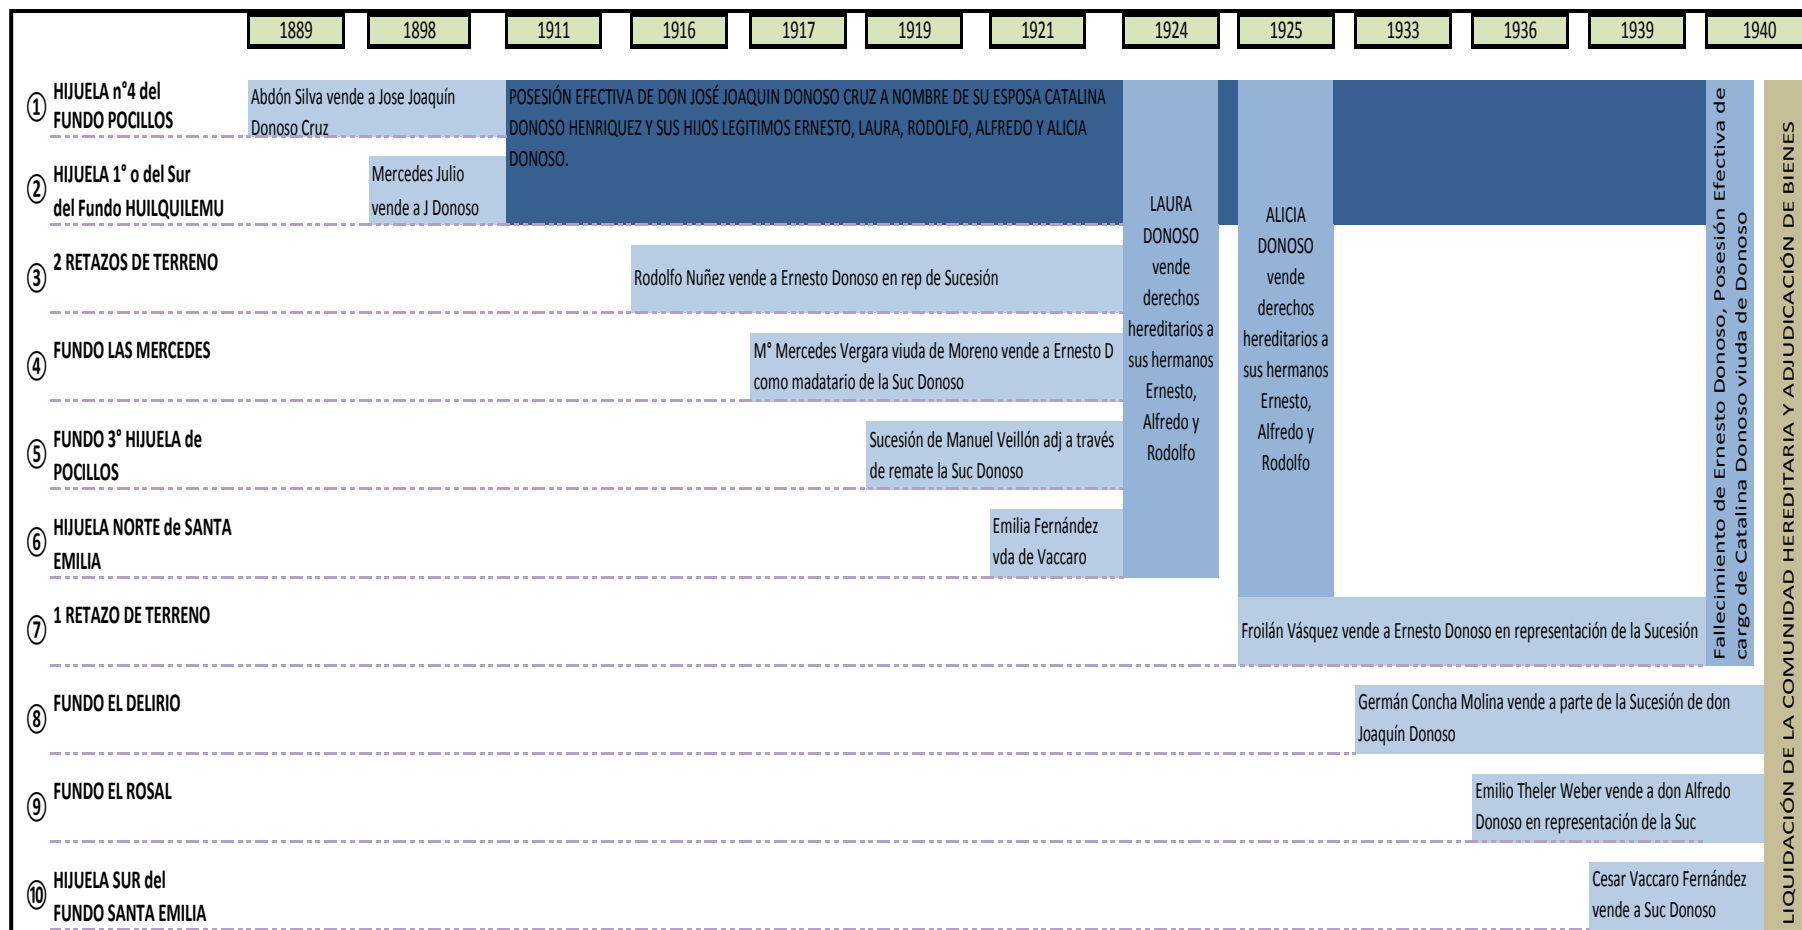 1889 1898 1911 1916 1917 1919 1921 1924 1925 1933 1936 1939 1940
① HIJUELA n°4 del
FUNDO POCILLOS
Abdón Silva vende a Jose Joaquín
Donoso Cruz
POSESIÓN EFECTIVA DE DON JOSÉ JOAQUIN DONOSO CRUZ A NOMBRE DE SU ESPOSA CATALINA
DONOSO HENRIQUEZ Y SUS HIJOS LEGITIMOS ERNESTO, LAURA, RODOLFO, ALFREDO Y ALICIA
DONOSO.
② HIJUELA 1° o del Sur
del Fundo HUILQUILEMU
Mercedes Julio
vende a J Donoso
③ 2 RETAZOS DE TERRENO
Rodolfo Nuñez vende a Ernesto Donoso en rep de Sucesión
④ FUNDO LAS MERCEDES
M° Mercedes Vergara viuda de Moreno vende a Ernesto D
como madatario de la Suc Donoso
⑤ FUNDO 3° HIJUELA de
POCILLOS
Sucesión de Manuel Veillón adj a través
de remate la Suc Donoso
⑥ HIJUELA NORTE de SANTA
EMILIA
Emilia Fernández
vda de Vaccaro
LAURA
DONOSO
vende
derechos
hereditarios a
sus hermanos
Ernesto,
Alfredo y
Rodolfo
ALICIA
DONOSO
vende
derechos
hereditarios a
sus hermanos
Ernesto,
Alfredo y
Rodolfo
⑦ 1 RETAZO DE TERRENO
Froilán Vásquez vende a Ernesto Donoso en representación de la Sucesión
Fallecimiento de Ernesto Donoso, Posesión Efectiva de
cargo de Catalina Donoso viuda de Donoso
⑧ FUNDO EL DELIRIO
Germán Concha Molina vende a parte de la Sucesión de don
Joaquín Donoso
⑨ FUNDO EL ROSAL
Emilio Theler Weber vende a don Alfredo
Donoso en representación de la Suc
⑩ HIJUELA SUR del
FUNDO SANTA EMILIA
Cesar Vaccaro Fernández
vende a Suc Donoso
LIQUIDACIÓN DE LA COMUNIDAD HEREDITARIA Y ADJUDICACIÓN DE BIENES